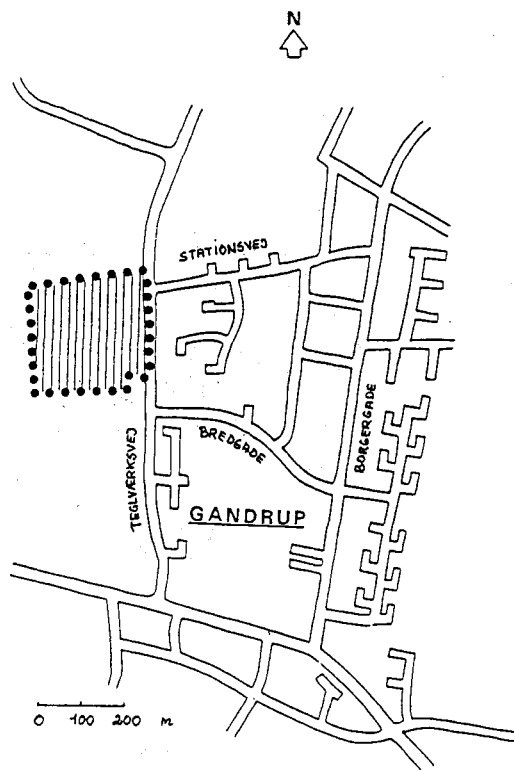 N
STATIONSVEJ
BREDGADE
BORGERGADE
TEGLVÆRKSVEJ
GANDRUP
0 100 200 m